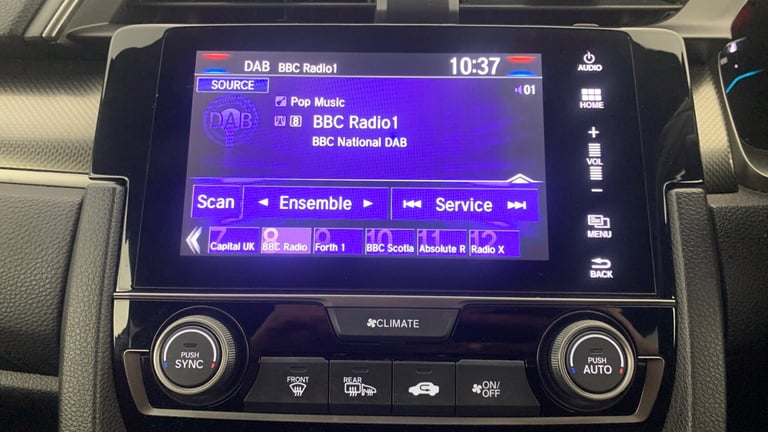 DAB BBC Radio1 10:37
SOURCE
01
DAB
Pop Music
8 BBC Radio1
BBC National DAB
Scan Ensemble Service
7 8 9 10 11 12
Capital UK BBC Radio Forth 1 BBC Scotia Absolute R Radio X
AUDIO
HOME
+
VOL
-
MENU
BACK
CLIMATE
PUSH
SYNC
FRONT
REAR
ON/
OFF
PUSH
AUTO